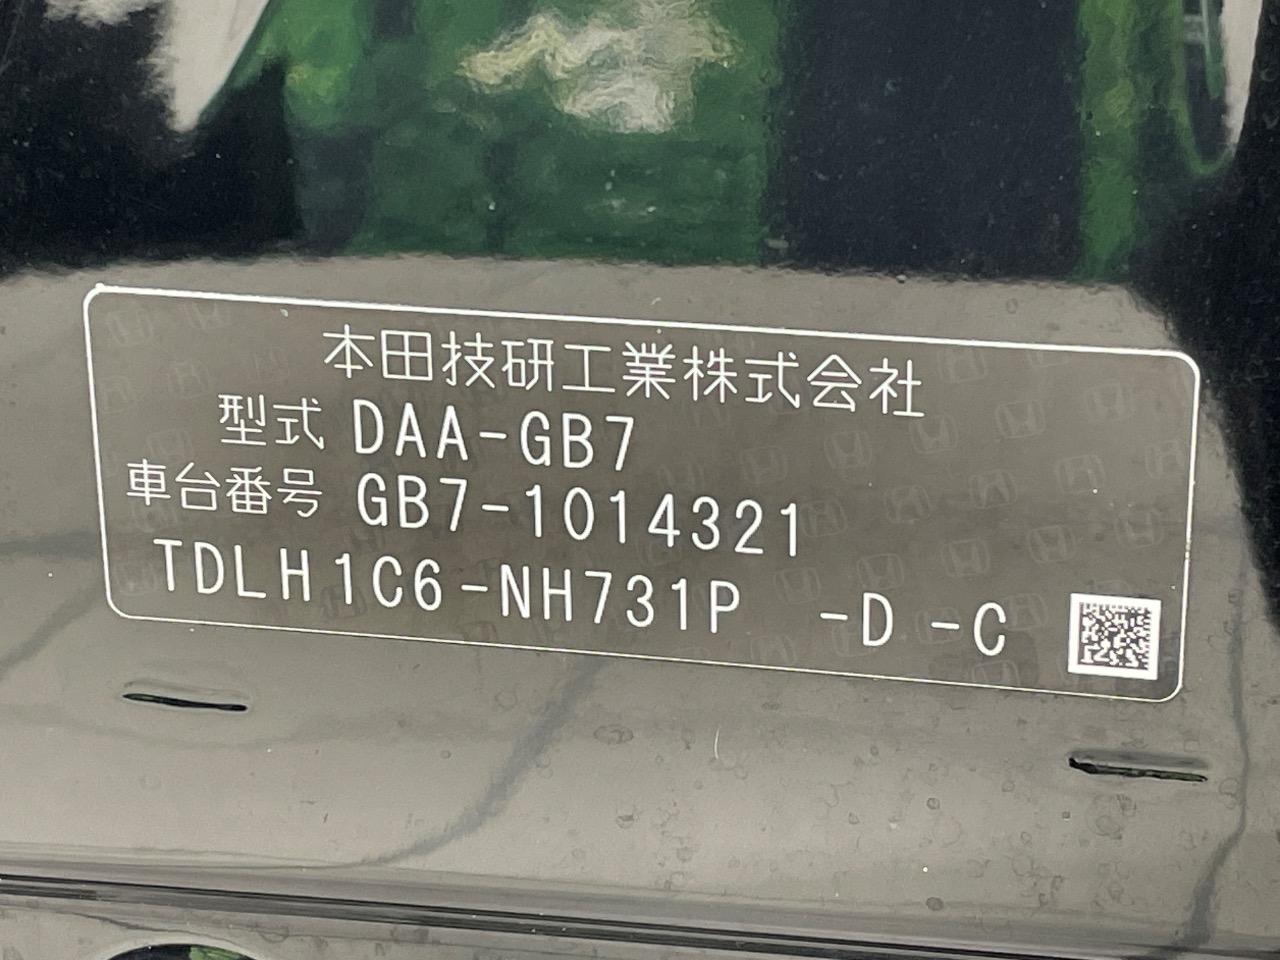 本田技研工業株式会社
型式 DAA-GB7
車台番号 GB7-1014321
TDLH1C6-NH731P -D -C